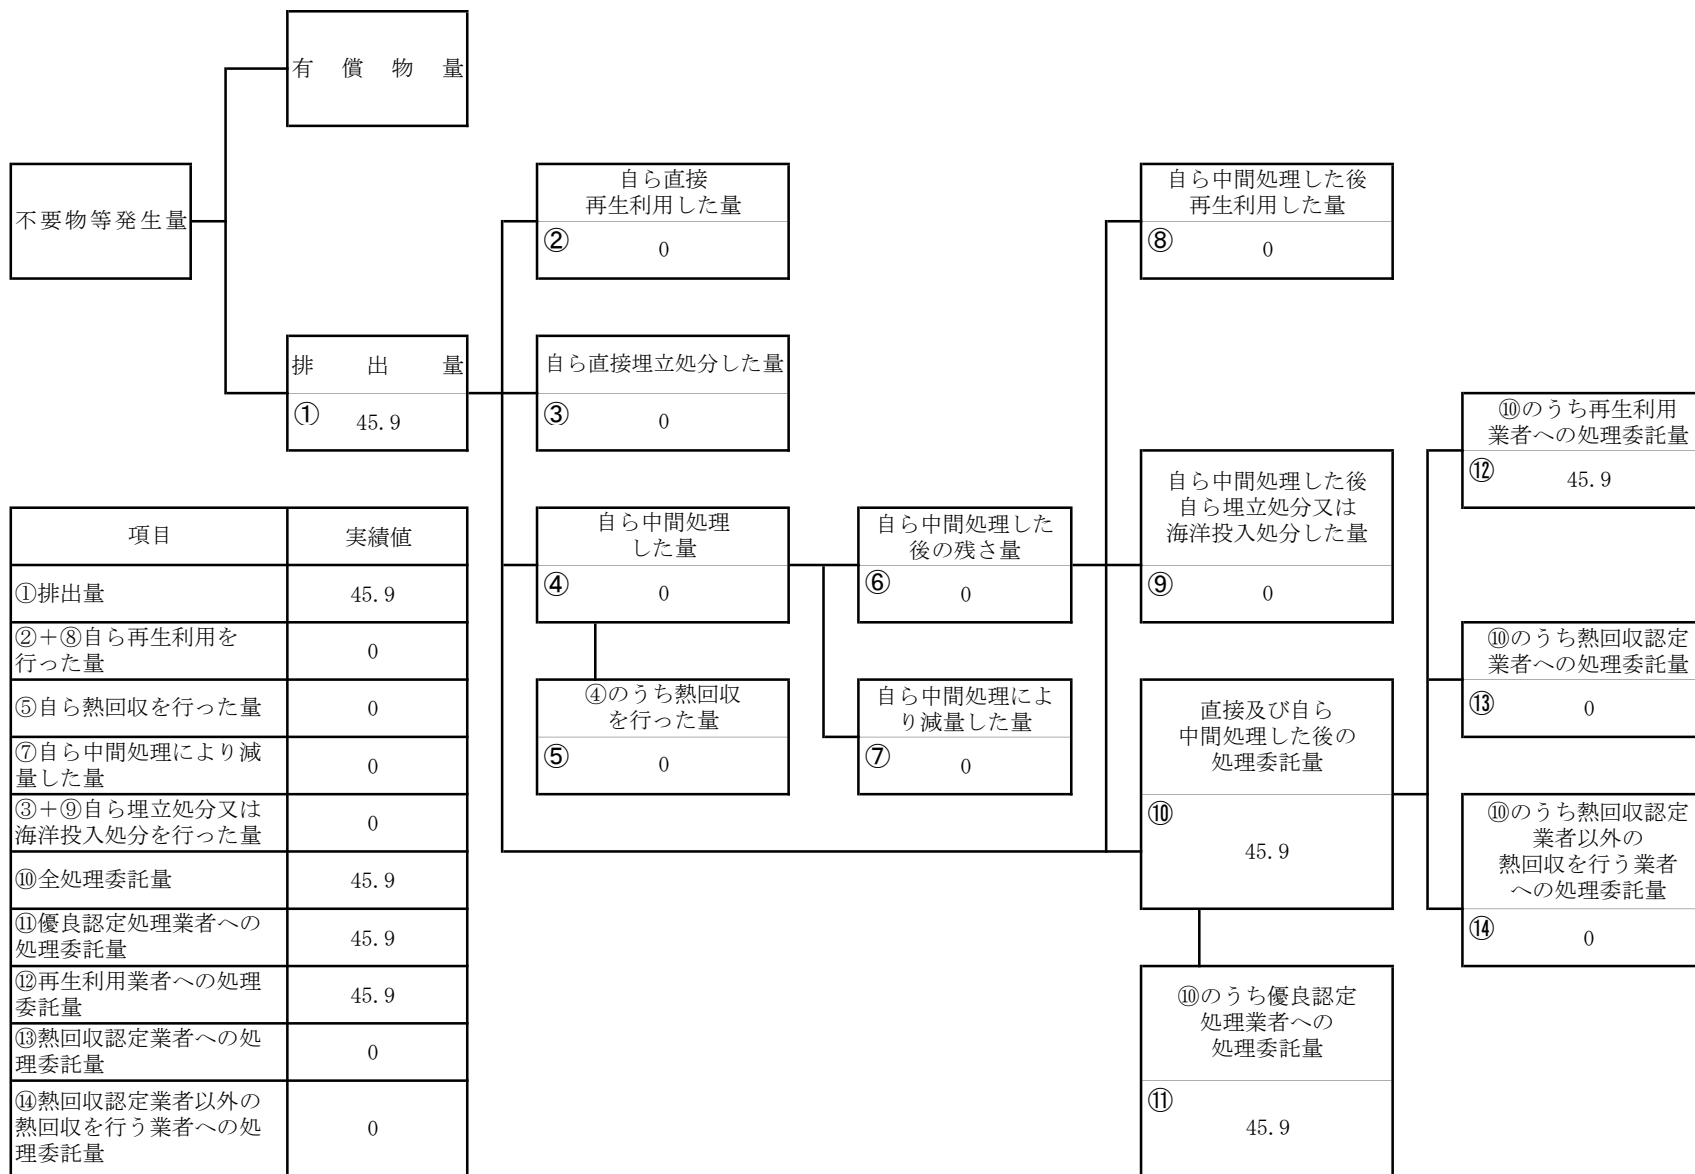 有償物量
不要物等発生量
排出量
① 45.9
自ら直接
再生利用した量
② 0
自ら直接埋立処分した量
③ 0
自ら中間処理
した量
④ 0
④のうち熱回収
を行った量
⑤ 0
自ら中間処理した
後の残さ量
⑥ 0
自ら中間処理によ
り減量した量
⑦ 0
自ら中間処理した後
再生利用した量
⑧ 0
自ら中間処理した後
自ら埋立処分又は
海洋投入処分した量
⑨ 0
直接及び自ら
中間処理した後の
処理委託量
⑩
45.9
⑩のうち優良認定
処理業者への
処理委託量
⑪
45.9
⑩のうち再生利用
業者への処理委託量
⑫ 45.9
⑩のうち熱回収認定
業者への処理委託量
⑬ 0
⑩のうち熱回収認定
業者以外の
熱回収を行う業者
への処理委託量
⑭ 0
項目 実績値
①排出量 45.9
②+⑧自ら再生利用を
行った量 0
⑤自ら熱回収を行った量 0
⑦自ら中間処理により減
量した量 0
③+⑨自ら埋立処分又は
海洋投入処分を行った量 0
⑩全処理委託量 45.9
⑪優良認定処理業者への
処理委託量 45.9
⑫再生利用業者への処理
委託量 45.9
⑬熱回収認定業者への処
理委託量 0
⑭熱回収認定業者以外の
熱回収を行う業者への処
理委託量 0